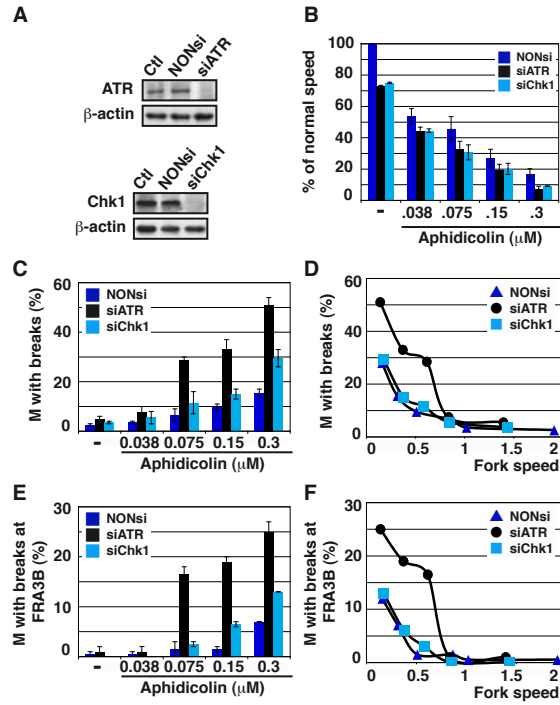 A
Ctl NONsi siATR
ATR
β-actin
Ctl NONsi siChk1
Chk1
β-actin
B
% of normal speed
100
80
60
40
20
0
NONsi
siATR
siChk1
- .038 .075 .15 .3
Aphidicolin (μM)
C
M with breaks (%)
60
40
20
0
NONsi
siATR
siChk1
- 0.038 0.075 0.15 0.3
Aphidicolin (μM)
D
M with breaks (%)
60
40
20
0
NONsi
siATR
siChk1
0 0.5 1 1.5 2
Fork speed
E
M with breaks at
FRA3B (%)
30
20
10
0
NONsi
siATR
siChk1
- 0.038 0.075 0.15 0.3
Aphidicolin (μM)
F
M with breaks at
FRA3B (%)
30
20
10
0
NONsi
siATR
siChk1
0 0.5 1 1.5 2
Fork speed